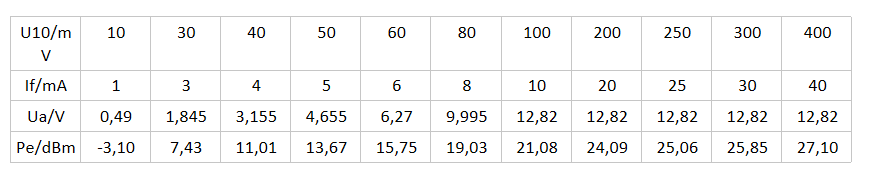 U10/m V 10 30 40 50 60 80 100 200 250 300 400
If/mA 1 3 4 5 6 8 10 20 25 30 40
Ua/V 0,49 1,845 3,155 4,655 6,27 9,995 12,82 12,82 12,82 12,82 12,82
Pe/dBm -3,10 7,43 11,01 13,67 15,75 19,03 21,08 24,09 25,06 25,85 27,10